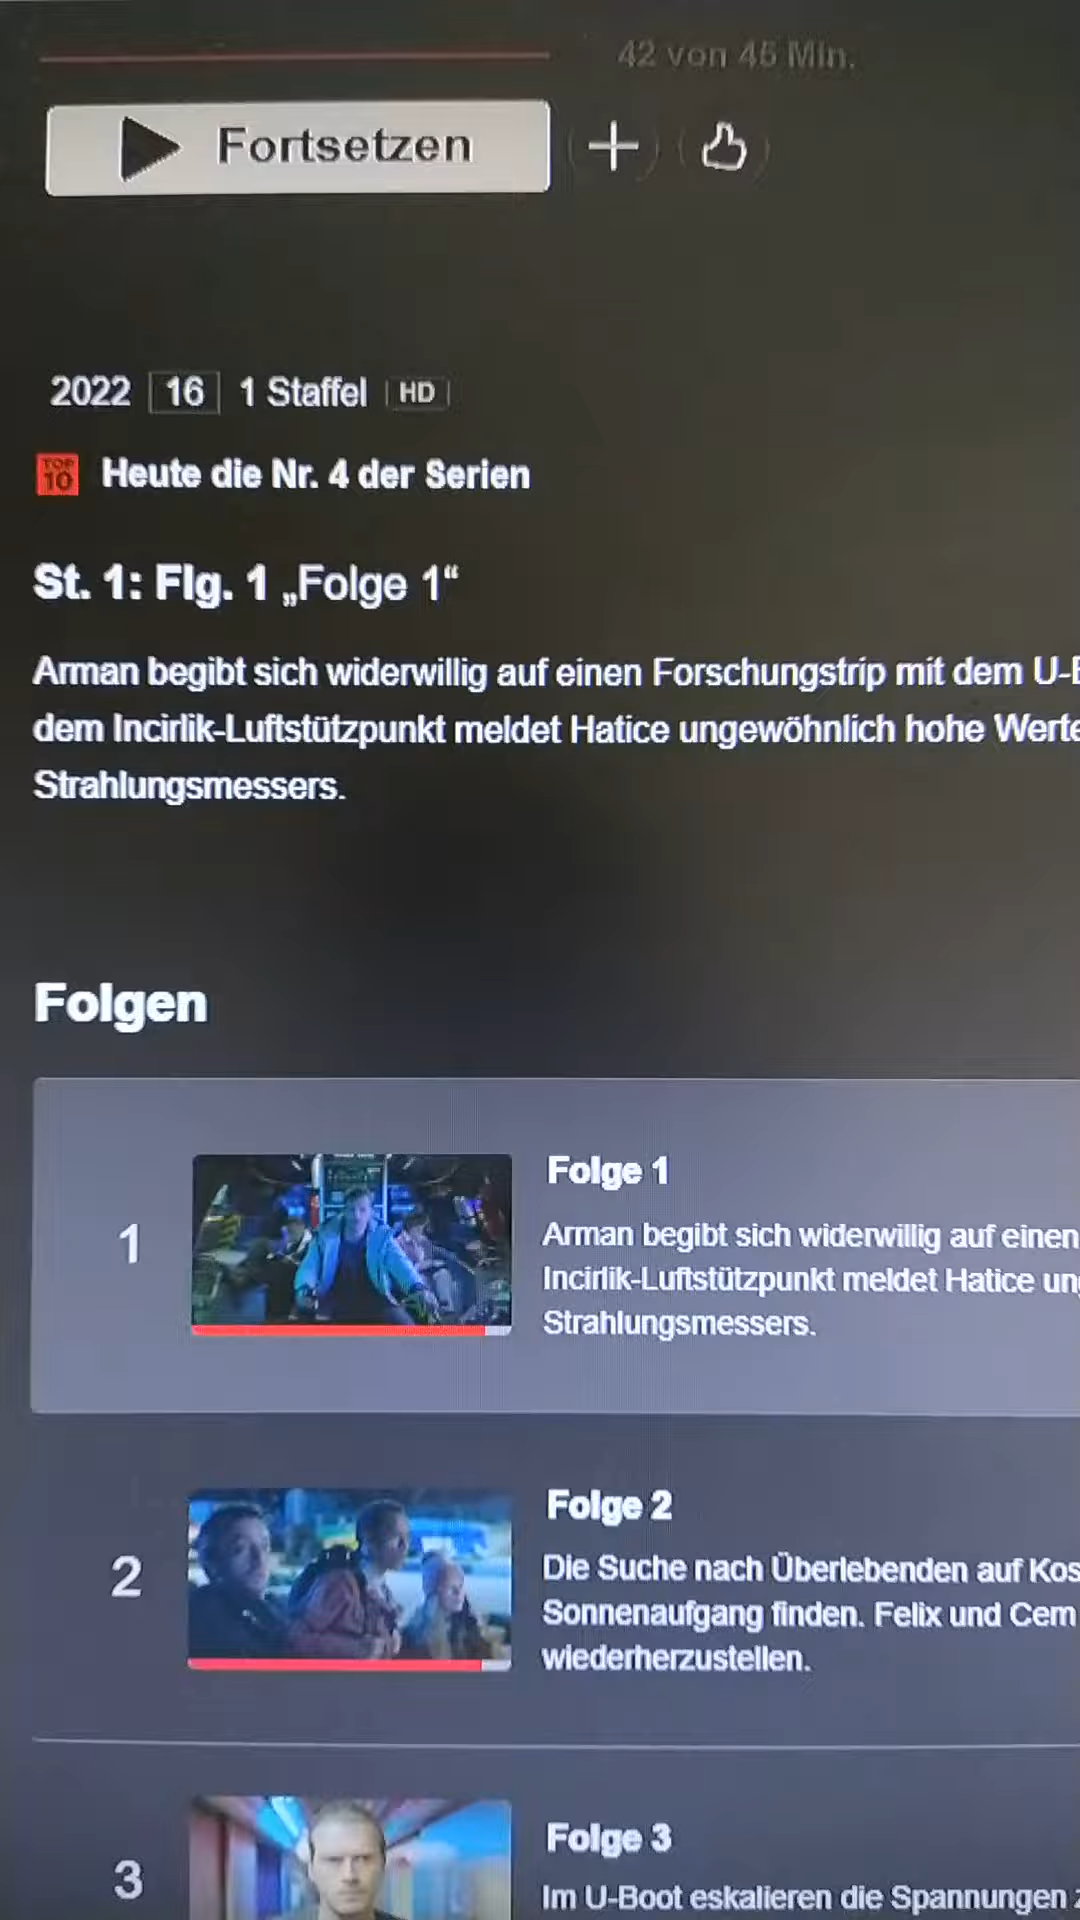 42 von 45 Min.
Fortsetzen
2022 16 1 Staffel HD
TOP 10 Heute die Nr. 4 der Serien
St. 1: Flg. 1 „Folge 1“
Arman begibt sich widerwillig auf einen Forschungstrip mit dem
dem Incirlik-Luftstützpunkt meldet Hatice ungewöhnlich hohe Werte
Strahlungsmessers.
Folgen
1
Folge 1
Arman begibt sich widerwillig auf einen
Incirlik-Luftstützpunkt meldet Hatice
Strahlungsmessers.
2
Folge 2
Die Suche nach Überlebenden auf
Sonnenaufgang finden. Felix und Cem
wiederherzustellen.
3
Folge 3
Im U-Boot eskalieren die Spannungen